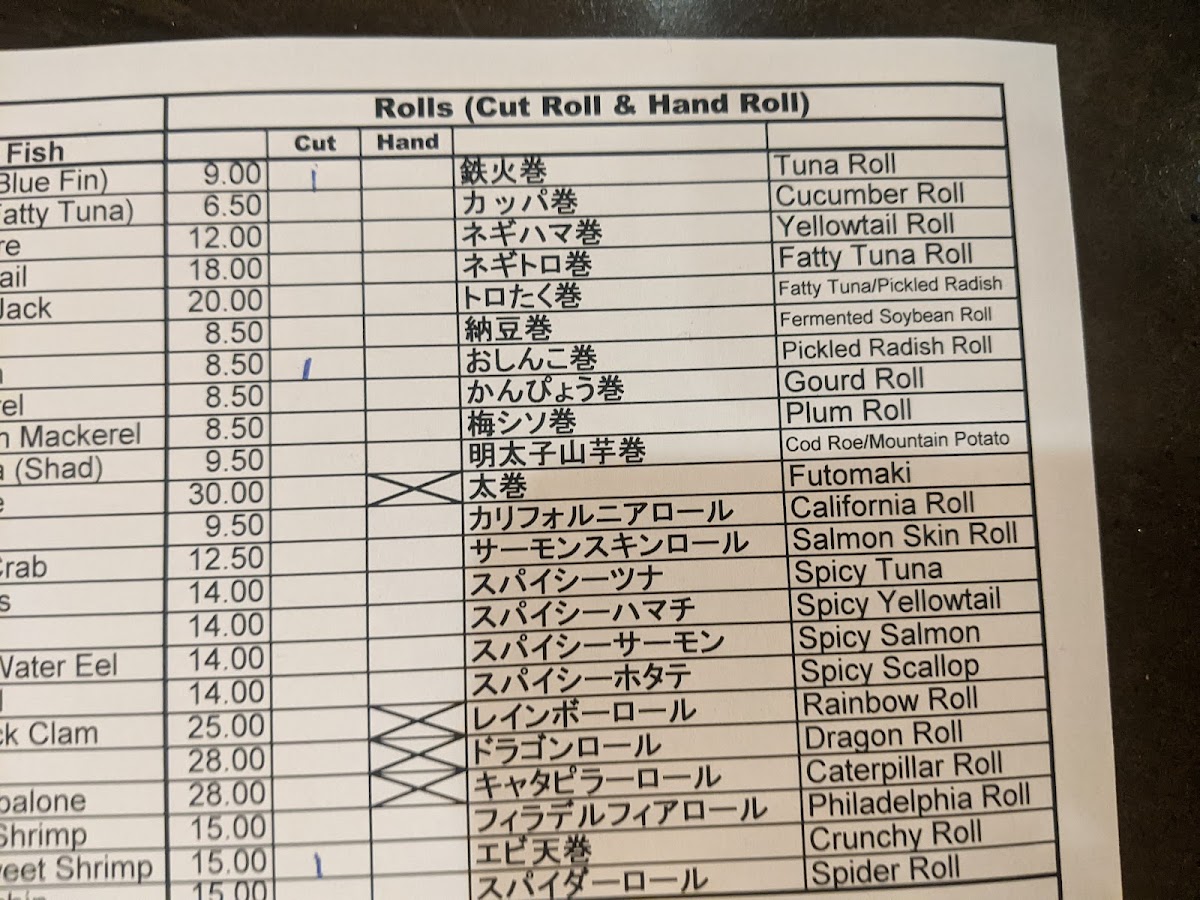 Rolls (Cut Roll & Hand Roll)
Fish Cut Hand
Blue Fin) 9.00 鉄火巻 Tuna Roll
Fatty Tuna) 6.50 カッパ巻 Cucumber Roll
re 12.00 ネギハマ巻 Yellowtail Roll
ail 18.00 ネギトロ巻 Fatty Tuna Roll
Jack 20.00 トロたく巻 Fatty Tuna/Pickled Radish
8.50 納豆巻 Fermented Soybean Roll
8.50 おしんこ巻 Pickled Radish Roll
rel 8.50 かんぴょう巻 Gourd Roll
n Mackerel 8.50 梅シソ巻 Plum Roll
a (Shad) 9.50 明太子山芋巻 Cod Roe/Mountain Potato
e 30.00 太巻 Futomaki
9.50 カリフォルニアロール California Roll
Crab 12.50 サーモンスキンロール Salmon Skin Roll
s 14.00 スパイシーツナ Spicy Tuna
14.00 スパイシーハマチ Spicy Yellowtail
Water Eel 14.00 スパイシーサーモン Spicy Salmon
14.00 スパイシーホタテ Spicy Scallop
ck Clam 25.00 レインボーロール Rainbow Roll
28.00 ドラゴンロール Dragon Roll
balone 28.00 キャタピラーロール Caterpillar Roll
Shrimp 15.00 フィラデルフィアロール Philadelphia Roll
weet Shrimp 15.00 エビ天巻 Crunchy Roll
15.00 スパイダーロール Spider Roll